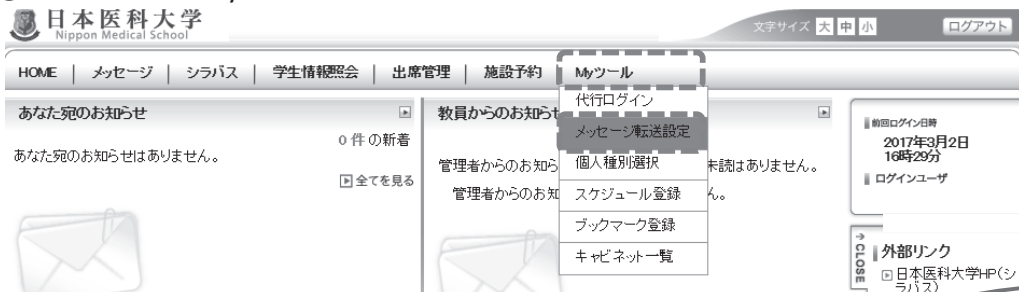 日本医科大学
Nippon Medical School
文字サイズ 大 中 小
ログアウト
HOME | メッセージ | シラバス | 学生情報照会 | 出席管理 | 施設予約 | Myツール
代行ログイン
メッセージ転送設定
個人種別選択
スケジュール登録
ブックマーク登録
キャビネット一覧
あなた宛のお知らせ
0 件 の新着
あなた宛のお知らせはありません。
全てを見る
教員からのお知らせ
管理者からのお知ら
未読はありません。
管理者からのお知
ん。
前回ログイン日時
2017年3月2日
16時29分
ログインユーザ
CLOSE
外部リンク
日本医科大学HP(シ
ラバス)